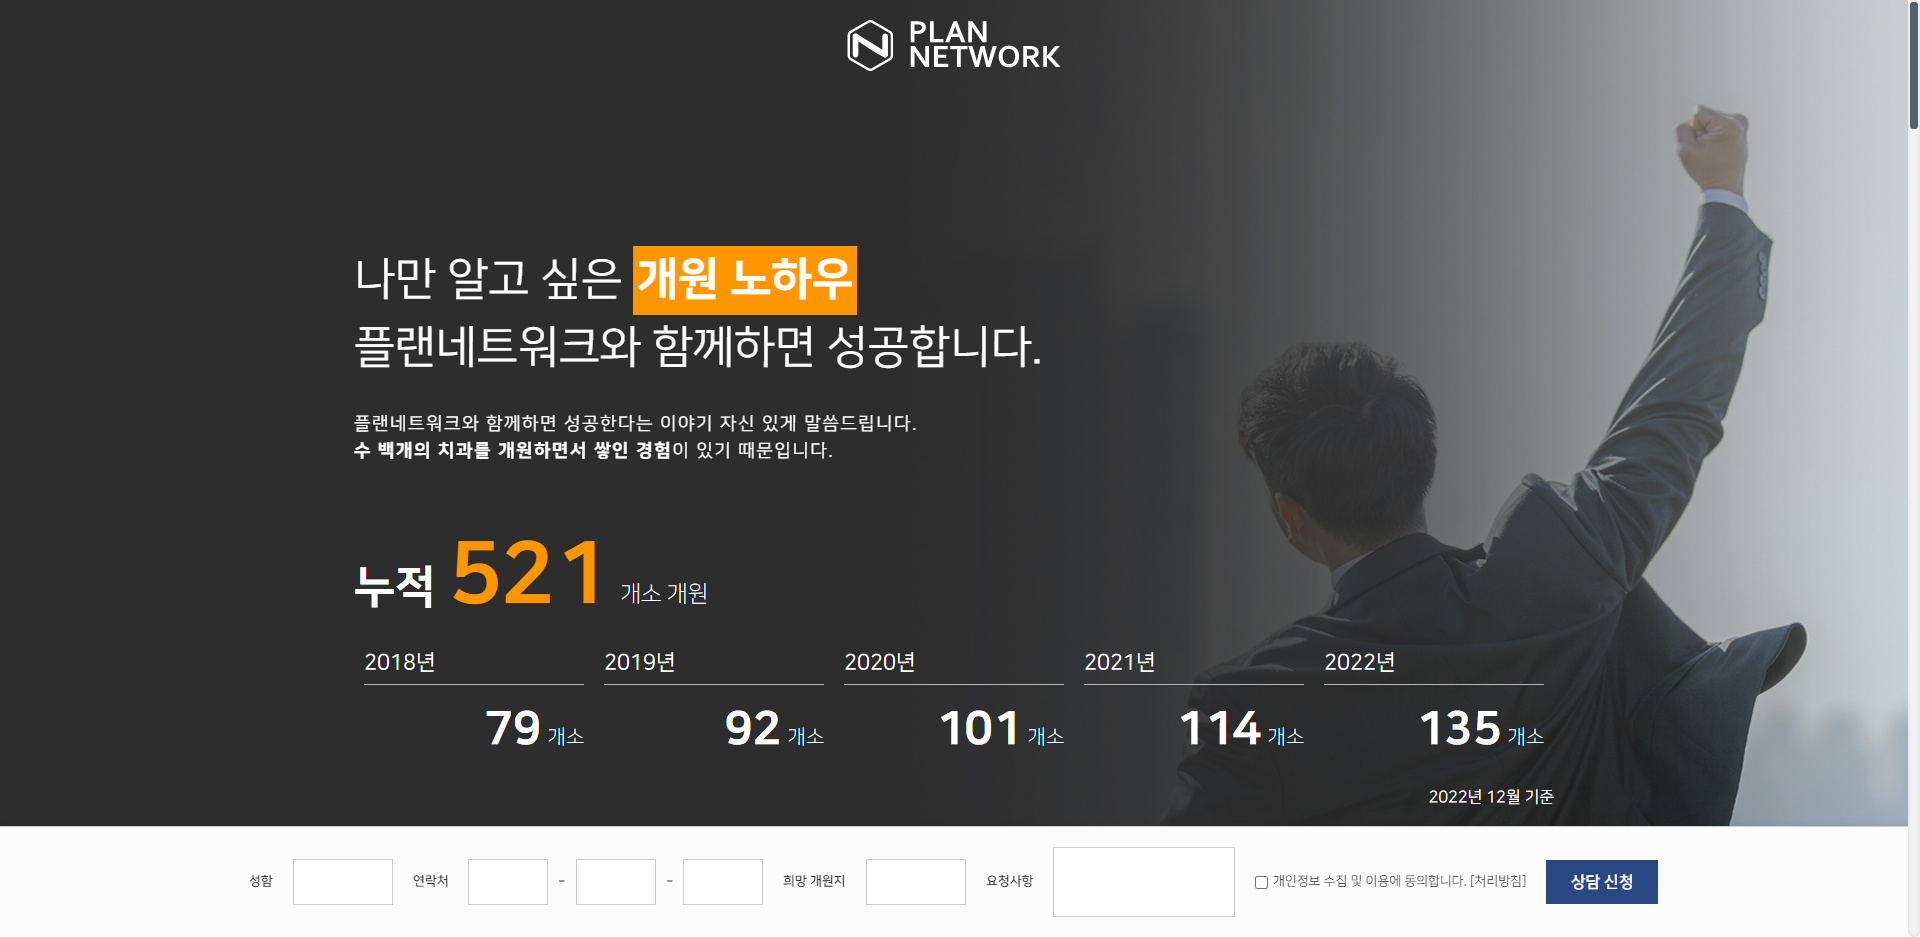 PLAN
NETWORK
나만 알고 싶은 개원 노하우
플랜네트워크와 함께하면 성공합니다.
플랜네트워크와 함께하면 성공한다는 이야기 자신 있게 말씀드립니다.
수 백개의 치과를 개원하면서 쌓인 경험이 있기 때문입니다.
누적 521 개소 개원
2018년 2019년 2020년 2021년 2022년
79 개소 92 개소 101 개소 114 개소 135 개소
2022년 12월 기준
성함 연락처 - - 희망 개원지 요청사항 개인정보 수집 및 이용에 동의합니다. [처리방침] 상담 신청